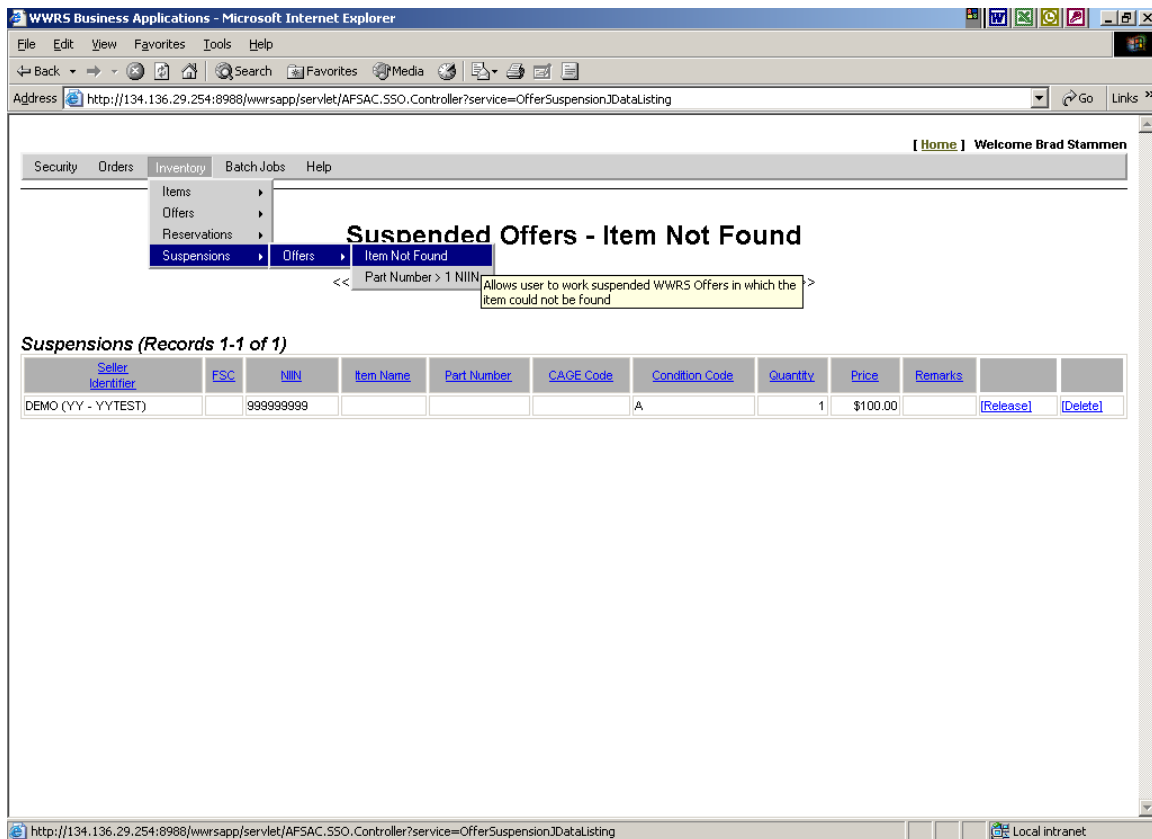 WWRS Business Applications - Microsoft Internet Explorer
File Edit View Favorites Tools Help
Back Search Favorites Media
Address http://134.136.29.254:8988/wwrsapp/servlet/AFSAC.SSO.Controller?service=OfferSuspensionJDataListing Go Links »
[ Home ] Welcome Brad Stammen
Security Orders Inventory Batch Jobs Help
Items
Offers
Reservations
Suspensions Offers Item Not Found
Part Number > 1 NIIN
Suspended Offers - Item Not Found
<< >>
Allows user to work suspended WWRS Offers in which the
item could not be found
Suspensions (Records 1-1 of 1)
Seller
Identifier FSC NIIN Item Name Part Number CAGE Code Condition Code Quantity Price Remarks
DEMO (YY - YYTEST) 999999999 A 1 $100.00 [Release] [Delete]
http://134.136.29.254:8988/wwrsapp/servlet/AFSAC.SSO.Controller?service=OfferSuspensionJDataListing Local intranet